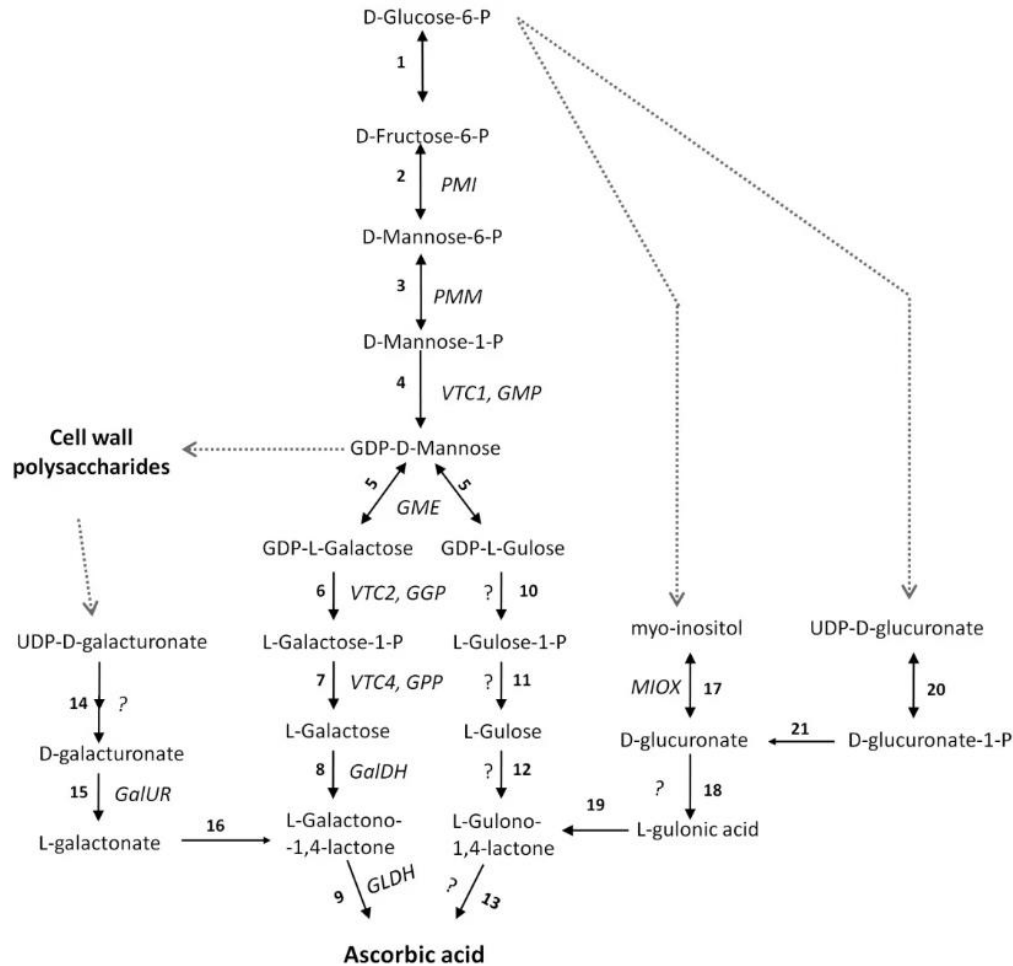 D-Glucose-6-P
1
D-Fructose-6-P
2 PMI
D-Mannose-6-P
3 PMM
D-Mannose-1-P
4 VTC1, GMP
Cell wall
polysaccharides
GDP-D-Mannose
5 GME 5
GDP-L-Galactose GDP-L-Gulose
6 VTC2, GGP ? 10
UDP-D-galacturonate L-Galactose-1-P L-Gulose-1-P myo-inositol UDP-D-glucuronate
14 ? 7 VTC4, GPP ? 11 MIOX 17 20
D-galacturonate L-Galactose L-Gulose D-glucuronate 21 D-glucuronate-1-P
15 GalUR 8 GalDH ? 12 ? 18
L-galactonate 16 L-Galactono-
-1,4-lactone
L-Gulono-
1,4-lactone
19 L-gulonic acid
9 GLDH ? 13
Ascorbic acid